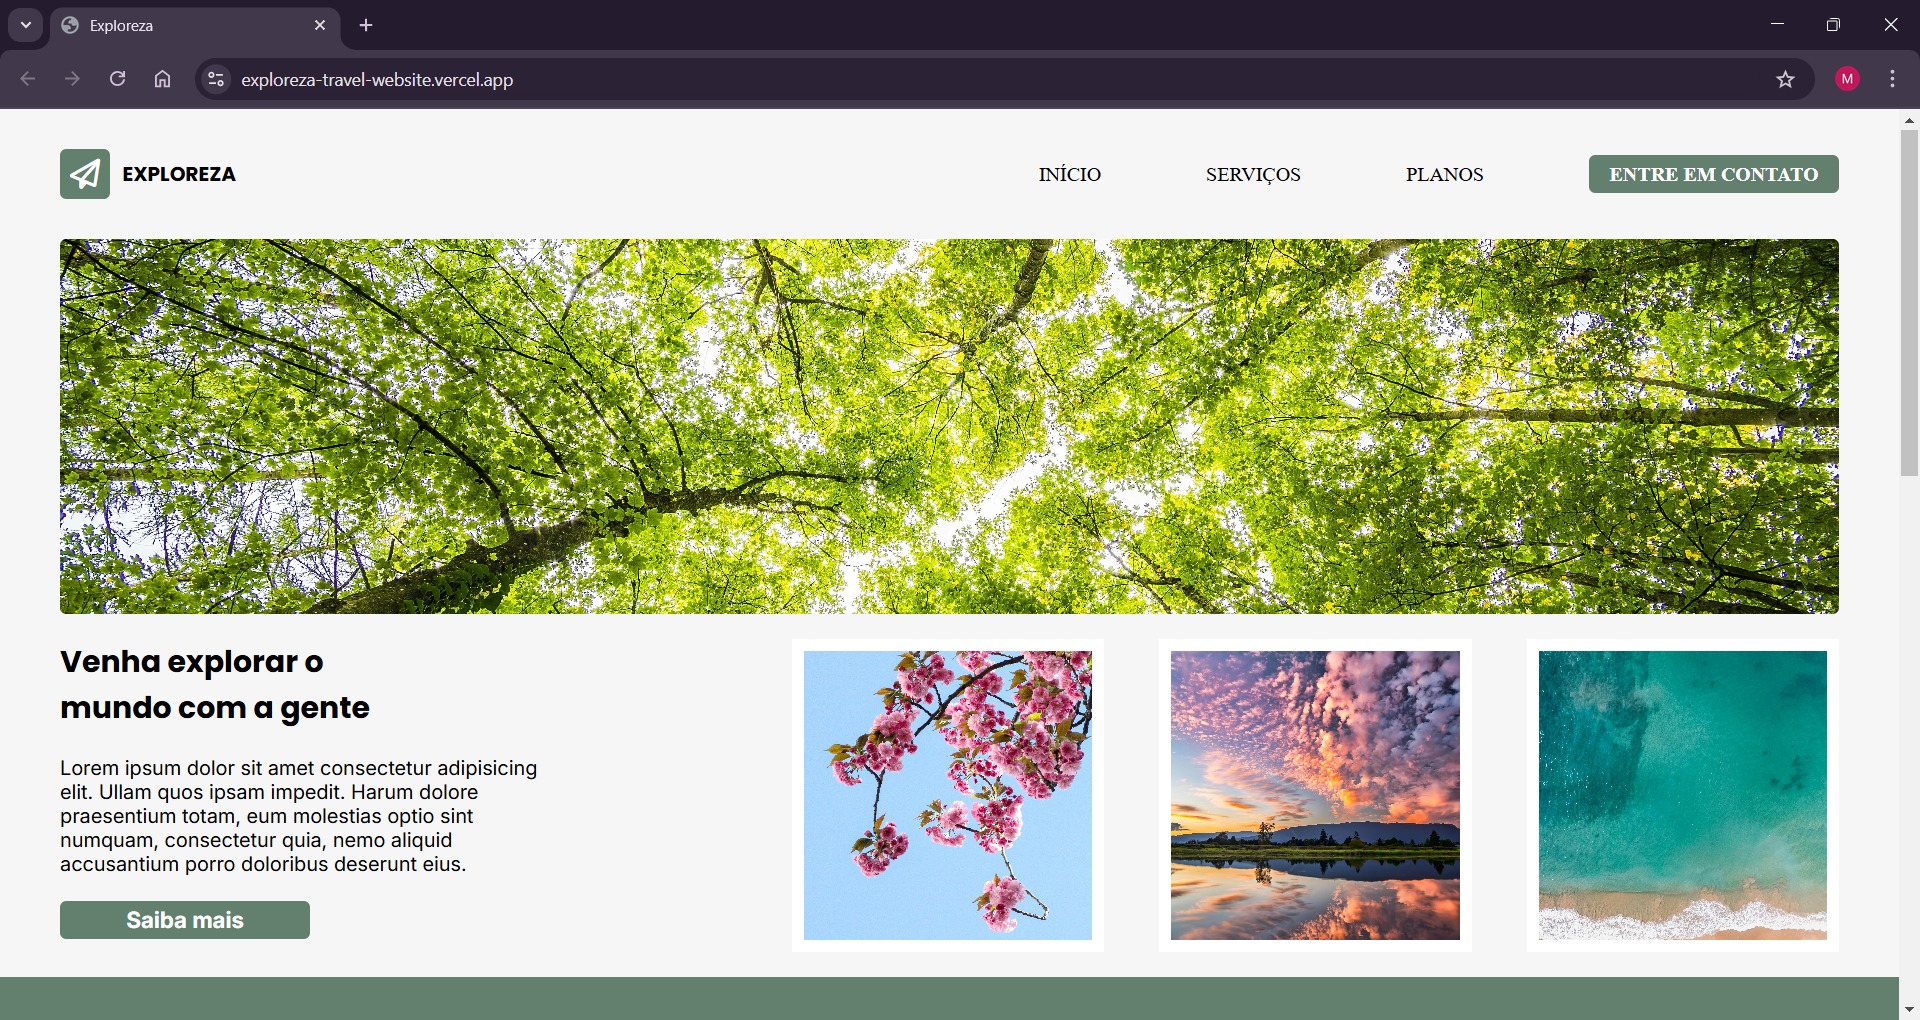 Exploreza
exploreza-travel-website.vercel.app
M
EXPLOREZA
INÍCIO
SERVIÇOS
PLANOS
ENTRE EM CONTATO
Venha explorar o
mundo com a gente
Lorem ipsum dolor sit amet consectetur adipisicing
elit. Ullam quos ipsam impedit. Harum dolore
praesentium totam, eum molestias optio sint
numquam, consectetur quia, nemo aliquid
accusantium porro doloribus deserunt eius.
Saiba mais